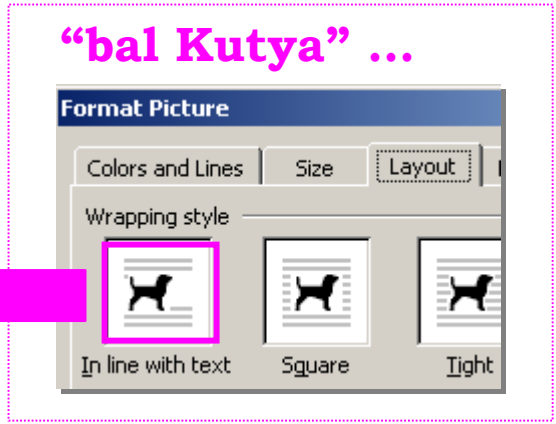 “bal Kutya” ...
Format Picture
Colors and Lines Size Layout
Wrapping style
In line with text Square Tight